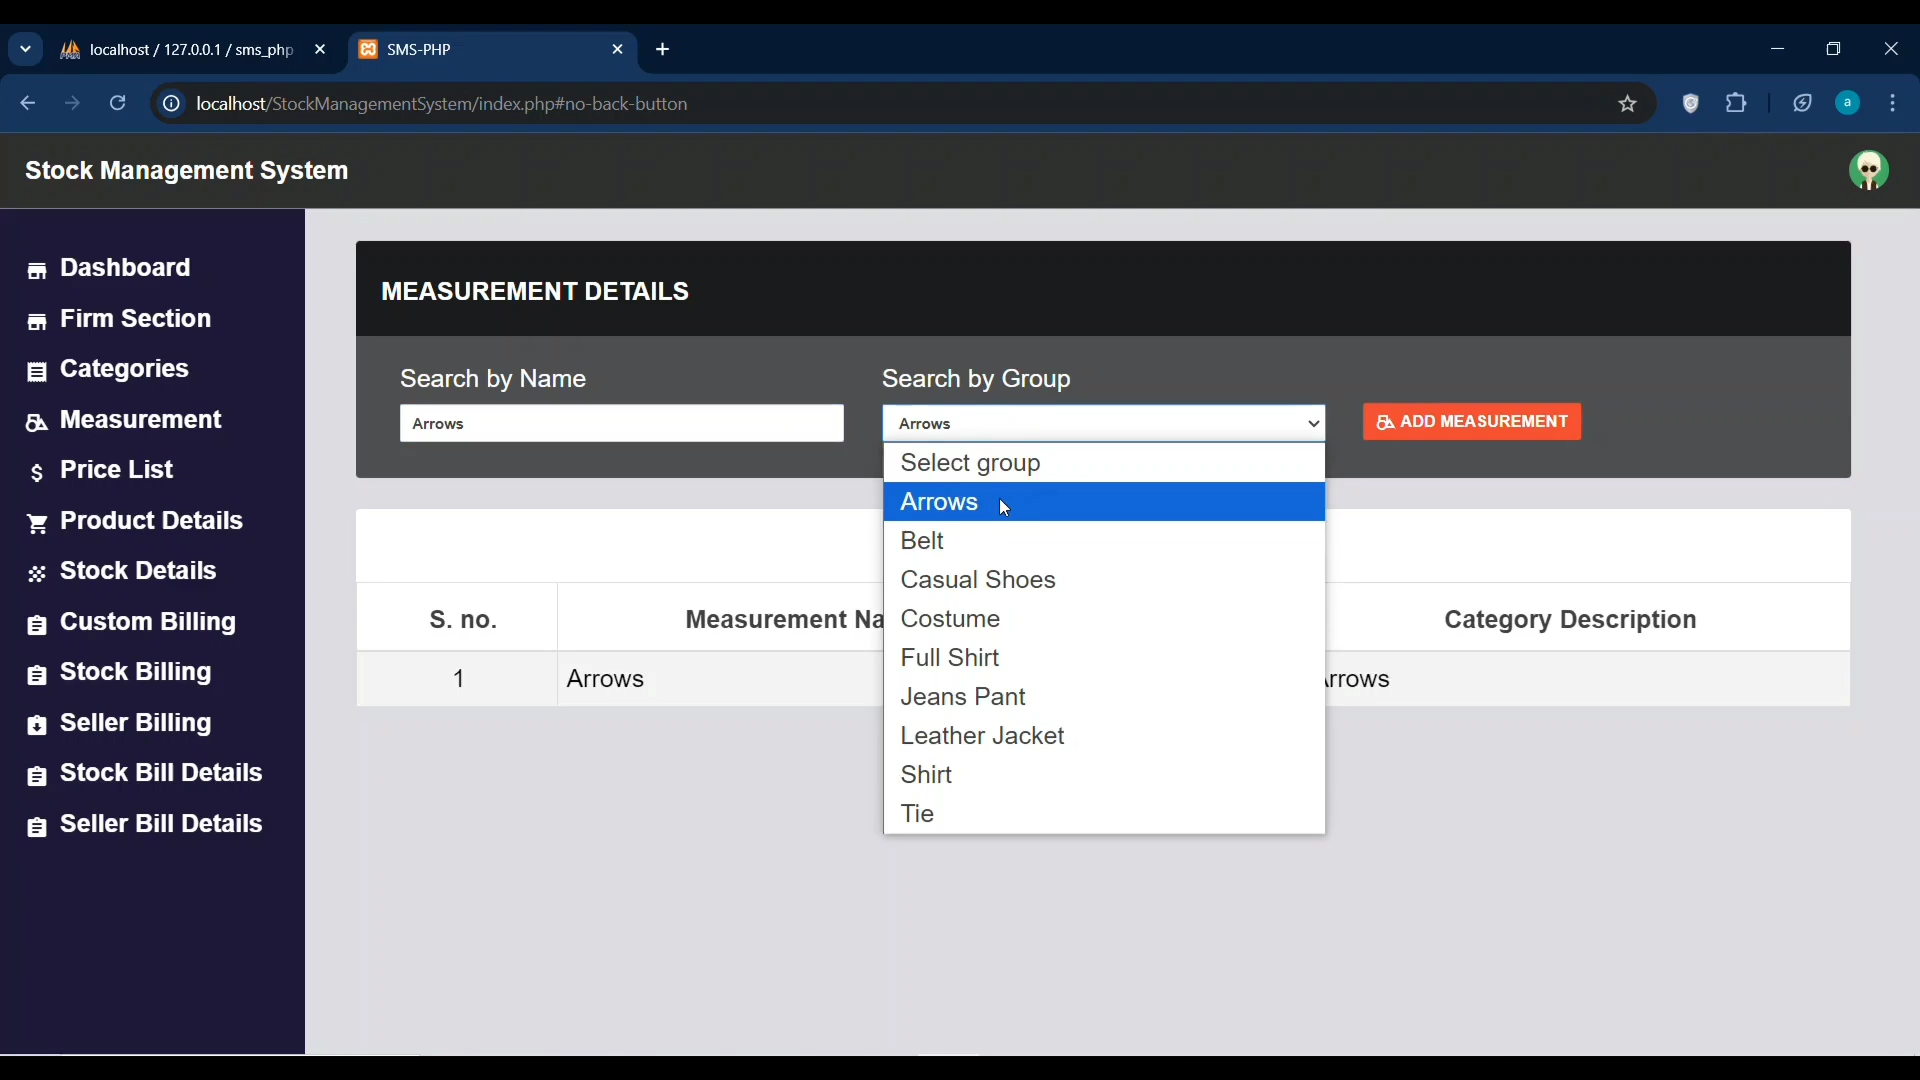 localhost / 127.0.0.1 / sms_php
SMS-PHP
localhost/StockManagementSystem/index.php#no-back-button
a
Stock Management System
Dashboard
Firm Section
Categories
Measurement
Price List
Product Details
Stock Details
Custom Billing
Stock Billing
Seller Billing
Stock Bill Details
Seller Bill Details
MEASUREMENT DETAILS
Search by Name
Search by Group
Arrows
Arrows
ADD MEASUREMENT
Select group
Arrows
Belt
Casual Shoes
Costume
Full Shirt
Jeans Pant
Leather Jacket
Shirt
Tie
S. no.
Measurement Na
Category Description
1
Arrows
rrows